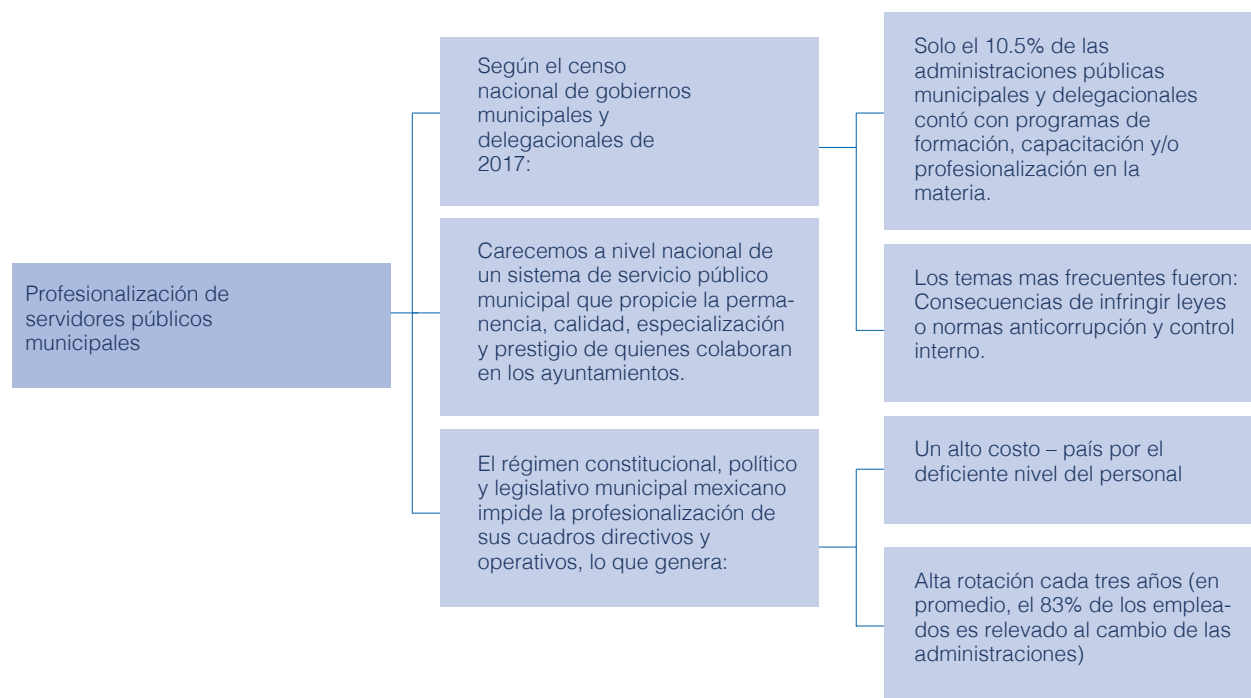 Profesionalización de
servidores públicos
municipales
Según el censo
nacional de gobiernos
municipales y
delegacionales de
2017:
Solo el 10.5% de las
administraciones públicas
municipales y delegacionales
contó con programas de
formación, capacitación y/o
profesionalización en la
materia.
Los temas mas frecuentes fueron:
Consecuencias de infringir leyes
o normas anticorrupción y control
interno.
Carecemos a nivel nacional de
un sistema de servicio público
municipal que propicie la perma-
nencia, calidad, especialización
y prestigio de quienes colaboran
en los ayuntamientos.
El régimen constitucional, político
y legislativo municipal mexicano
impide la profesionalización de
sus cuadros directivos y
operativos, lo que genera:
Un alto costo – país por el
deficiente nivel del personal
Alta rotación cada tres años (en
promedio, el 83% de los emplea-
dos es relevado al cambio de las
administraciones)